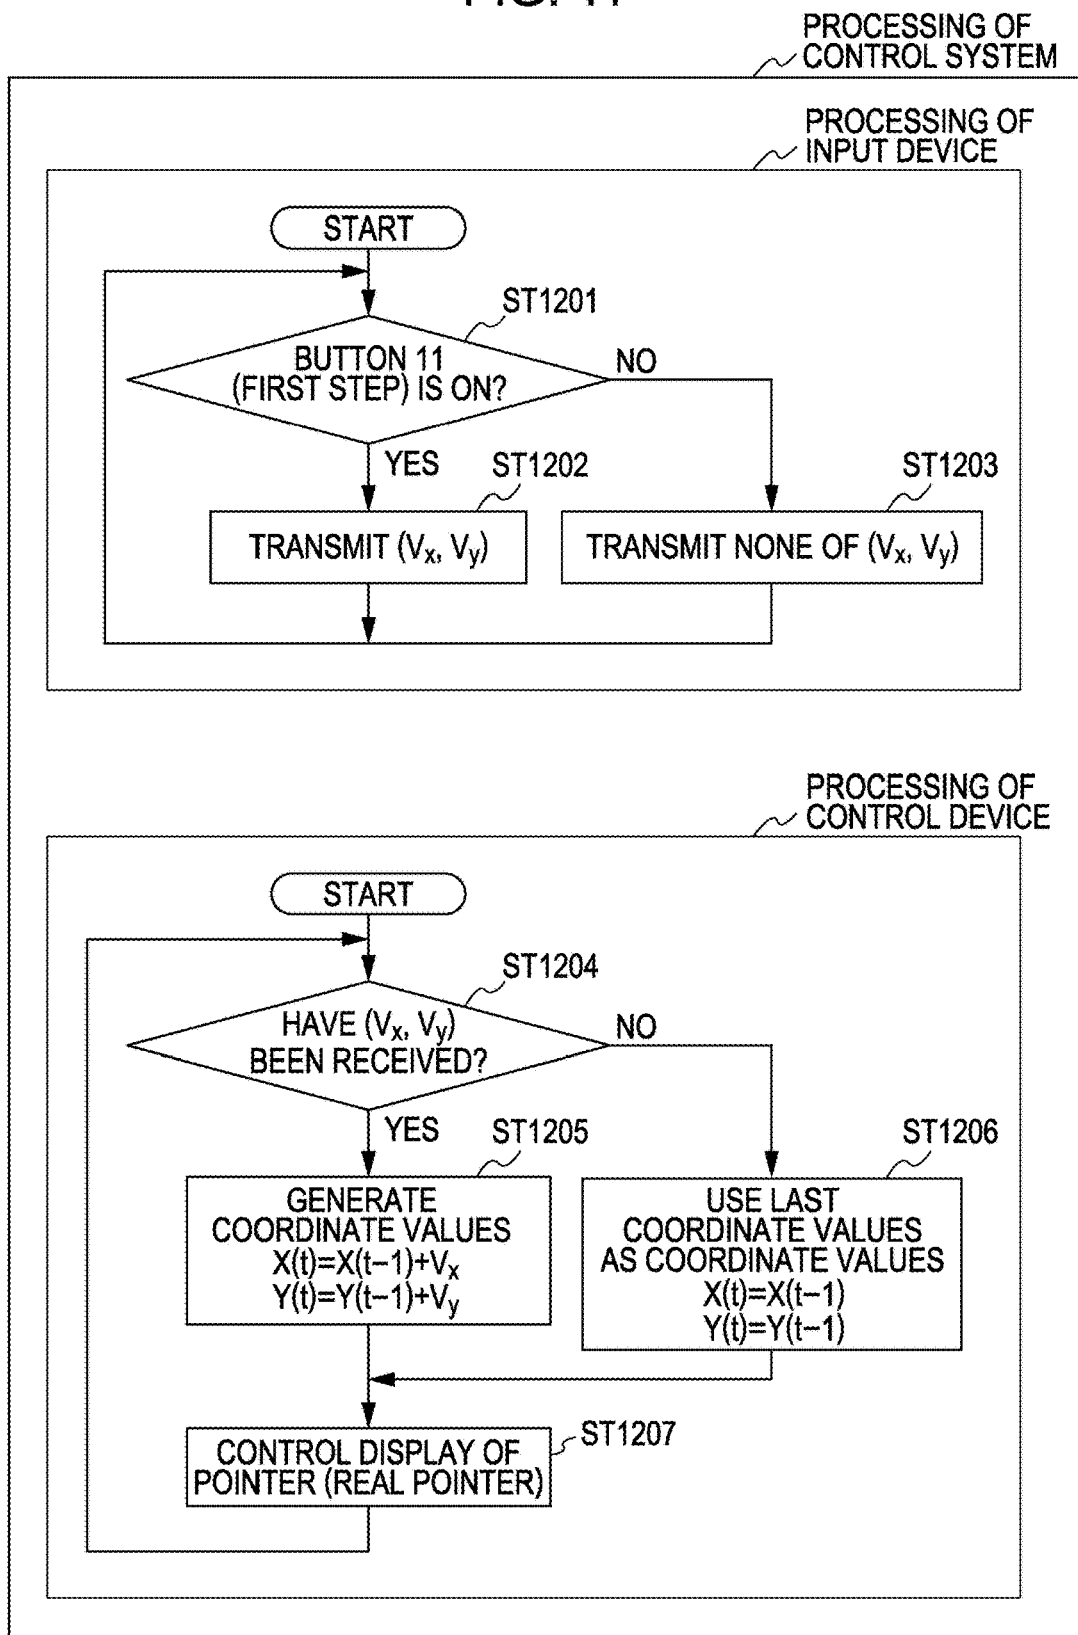 PROCESSING OF
CONTROL SYSTEM
PROCESSING OF
INPUT DEVICE
START
ST1201
BUTTON 11
(FIRST STEP) IS ON?
NO
YES
ST1202
ST1203
TRANSMIT (Vx, Vy)
TRANSMIT NONE OF (Vx, Vy)
PROCESSING OF
CONTROL DEVICE
START
ST1204
HAVE (Vx, Vy)
BEEN RECEIVED?
NO
YES
ST1205
ST1206
GENERATE
COORDINATE VALUES
X(t)=X(t−1)+Vx
Y(t)=Y(t−1)+Vy
USE LAST
COORDINATE VALUES
AS COORDINATE VALUES
X(t)=X(t−1)
Y(t)=Y(t−1)
ST1207
CONTROL DISPLAY OF
POINTER (REAL POINTER)